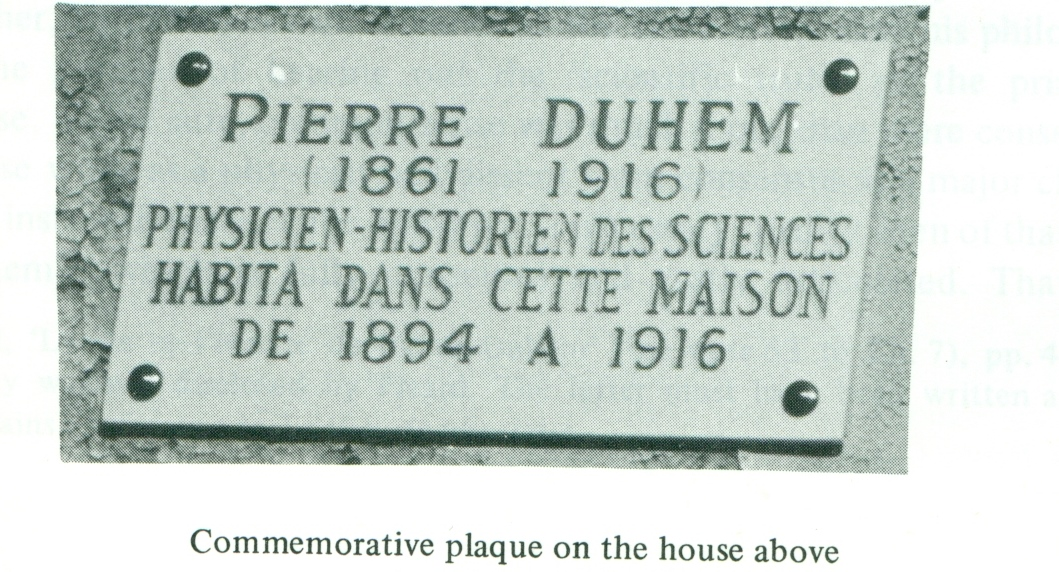 PIERRE DUHEM
(1861 1916)
PHYSICIEN-HISTORIEN DES SCIENCES
HABITA DANS CETTE MAISON
DE 1894 A 1916
Commemorative plaque on the house above